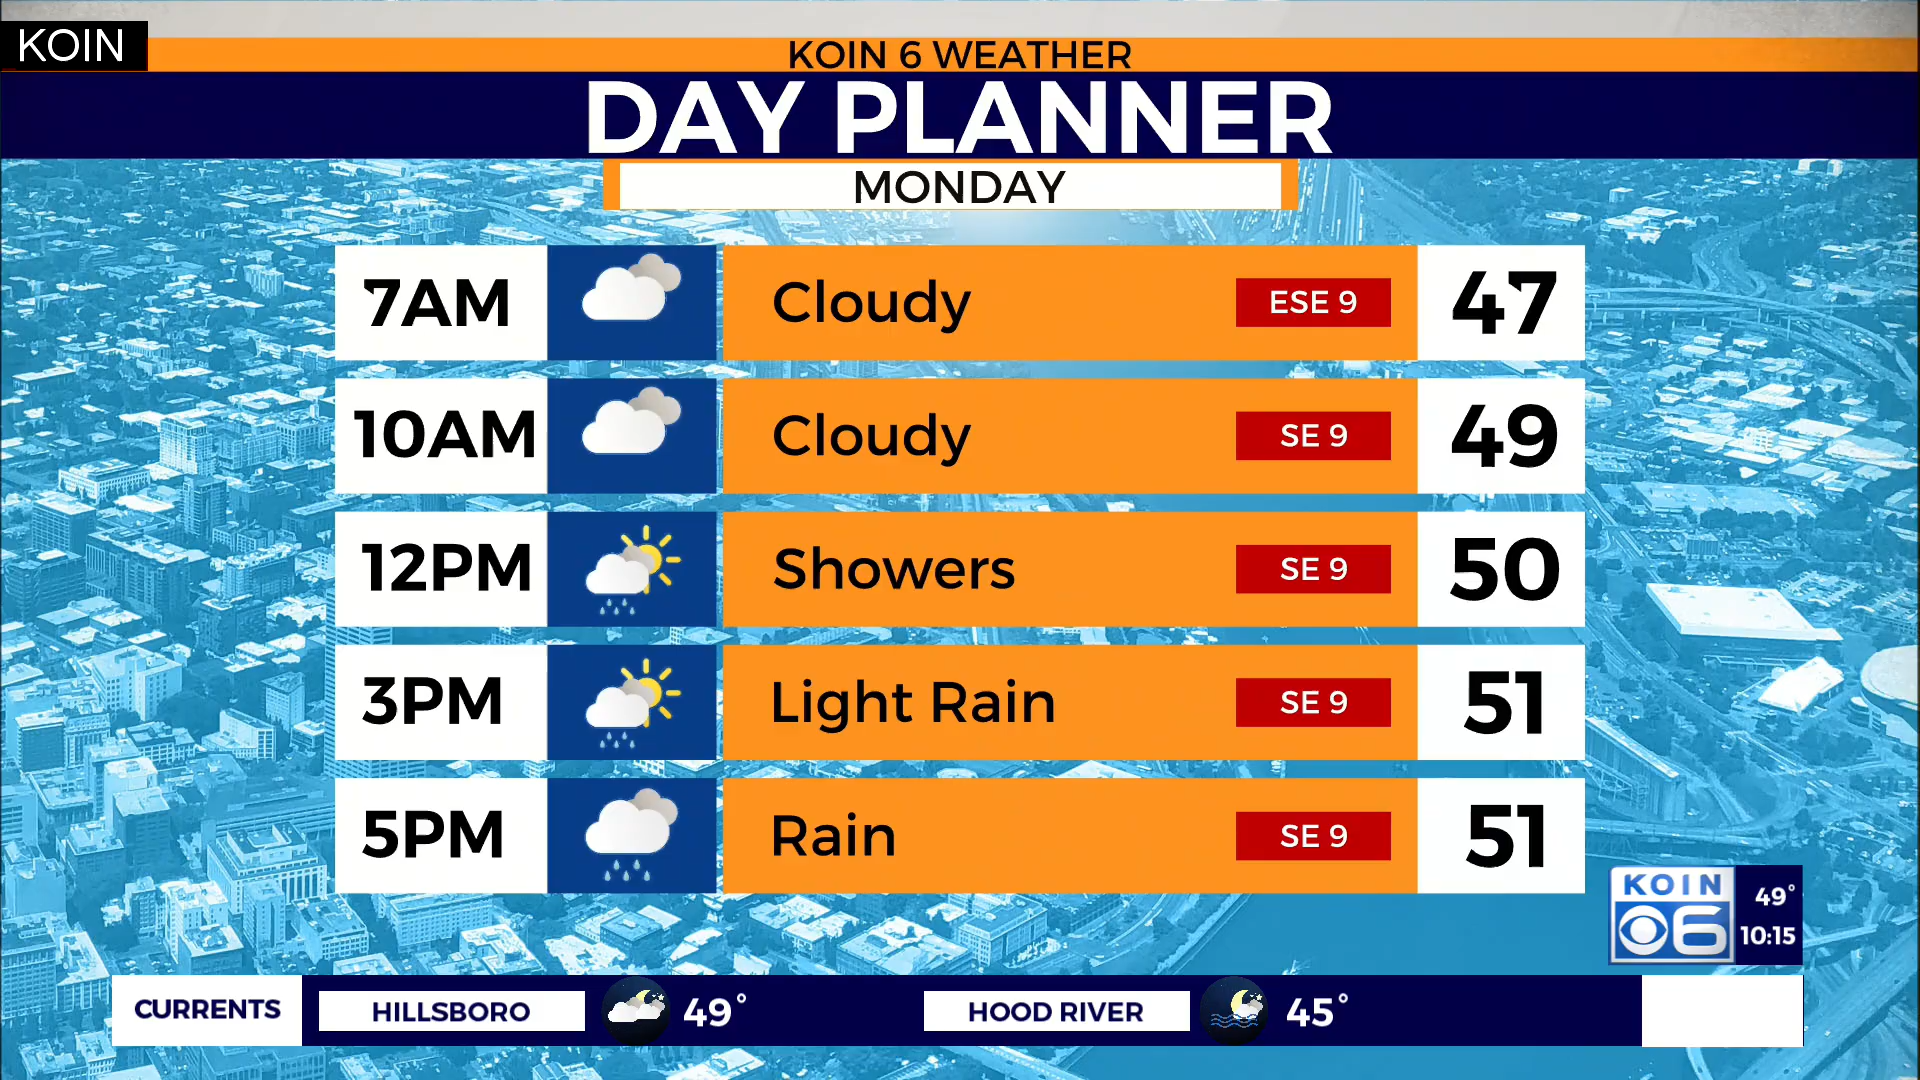 KOIN
KOIN 6 WEATHER
DAY PLANNER
MONDAY
7AM Cloudy ESE 9 47
10AM Cloudy SE 9 49
12PM Showers SE 9 50
3PM Light Rain SE 9 51
5PM Rain SE 9 51
KOIN 49°
6 10:15
CURRENTS HILLSBORO 49° HOOD RIVER 45°